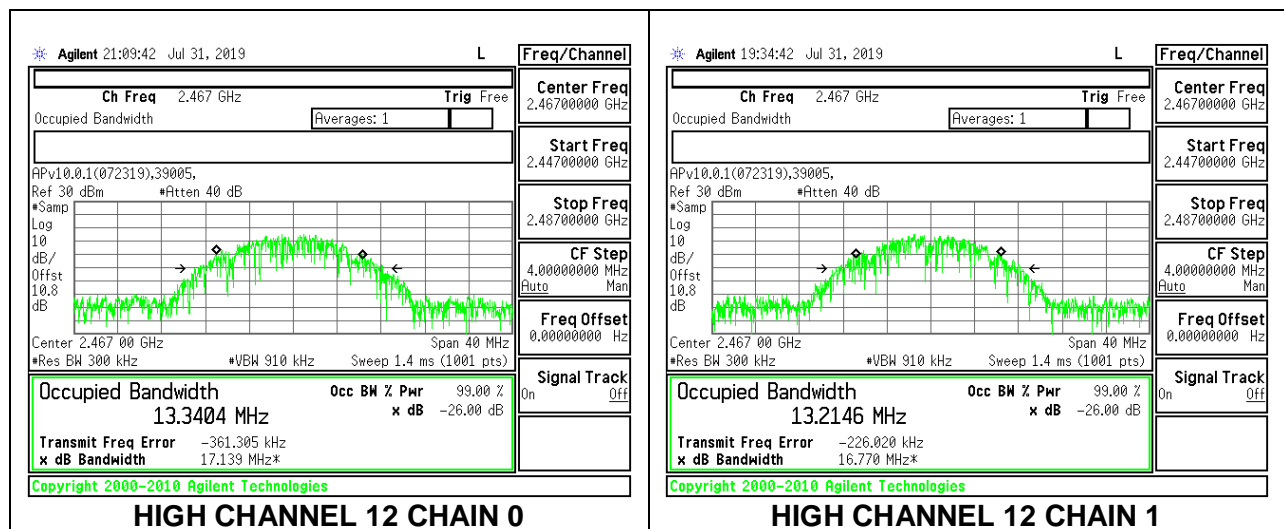 Agilent 21:09:42 Jul 31, 2019 L
Freq/Channel
Ch Freq 2.467 GHz Trig Free
Occupied Bandwidth Averages: 1
APv10.0.1(072319),39005,
Ref 30 dBm #Atten 40 dB
#Samp
Log
10
dB/
Offst
10.8
dB
Center 2.467 00 GHz Span 40 MHz
#Res BW 300 kHz #VBW 910 kHz Sweep 1.4 ms (1001 pts)
Occupied Bandwidth Occ BW % Pwr 99.00 %
13.3404 MHz x dB -26.00 dB
Transmit Freq Error -361.305 kHz
x dB Bandwidth 17.139 MHz*
Copyright 2000-2010 Agilent Technologies
Center Freq
2.46700000 GHz
Start Freq
2.44700000 GHz
Stop Freq
2.48700000 GHz
CF Step
4.00000000 MHz
Auto Man
Freq Offset
0.00000000 Hz
Signal Track
On Off
HIGH CHANNEL 12 CHAIN 0
Agilent 19:34:42 Jul 31, 2019 L
Freq/Channel
Ch Freq 2.467 GHz Trig Free
Occupied Bandwidth Averages: 1
APv10.0.1(072319),39005,
Ref 30 dBm #Atten 40 dB
#Samp
Log
10
dB/
Offst
10.8
dB
Center 2.467 00 GHz Span 40 MHz
#Res BW 300 kHz #VBW 910 kHz Sweep 1.4 ms (1001 pts)
Occupied Bandwidth Occ BW % Pwr 99.00 %
13.2146 MHz x dB -26.00 dB
Transmit Freq Error -226.020 kHz
x dB Bandwidth 16.770 MHz*
Copyright 2000-2010 Agilent Technologies
Center Freq
2.46700000 GHz
Start Freq
2.44700000 GHz
Stop Freq
2.48700000 GHz
CF Step
4.00000000 MHz
Auto Man
Freq Offset
0.00000000 Hz
Signal Track
On Off
HIGH CHANNEL 12 CHAIN 1